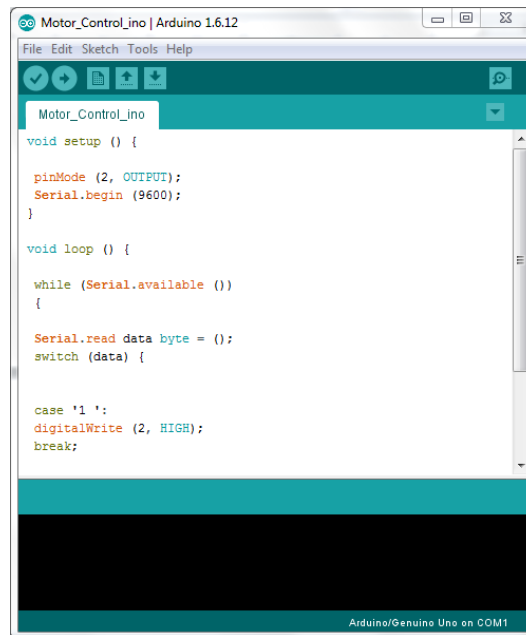 Motor_Control_ino | Arduino 1.6.12
File Edit Sketch Tools Help
Motor_Control_ino
void setup () {
pinMode (2, OUTPUT);
Serial.begin (9600);
}
void loop () {
while (Serial.available ())
{
Serial.read data byte = ();
switch (data) {
case '1 ':
digitalWrite (2, HIGH);
break;
Arduino/Genuino Uno on COM1